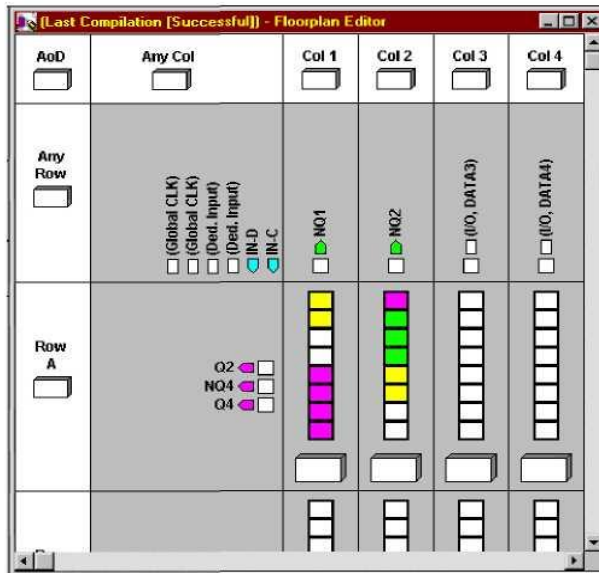 (Last Compilation [Successful]) - Floorplan Editor
AoD
Any Col
Col 1
Col 2
Col 3
Col 4
Any
Row
(Global CLK)
(Global CLK)
(Ded. Input)
(Ded. Input)
IN-D
IN-C
NQ1
NQ2
(I/O, DATA3)
(I/O, DATA4)
Row
A
Q2
NQ4
Q4